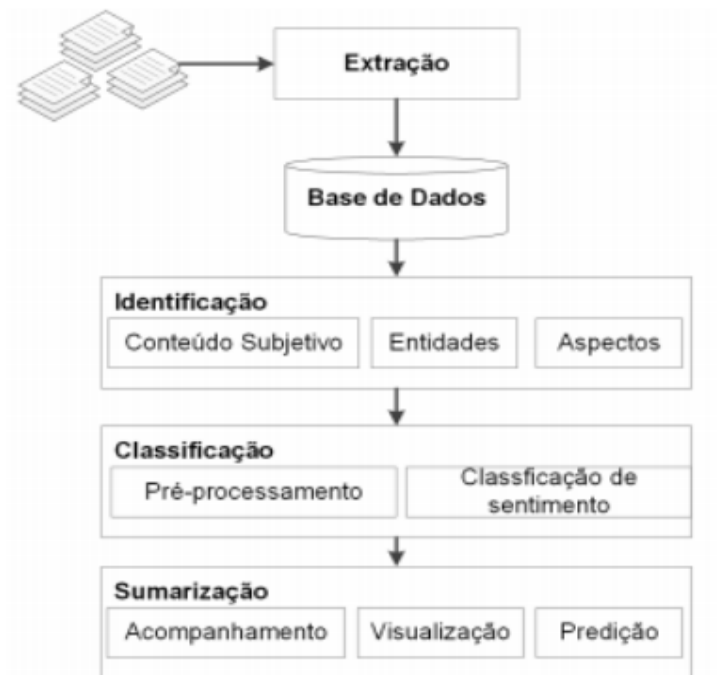 Extração
Base de Dados
Identificação
Conteúdo Subjetivo
Entidades
Aspectos
Classificação
Pré-processamento
Classficação de
sentimento
Sumarização
Acompanhamento
Visualização
Predição